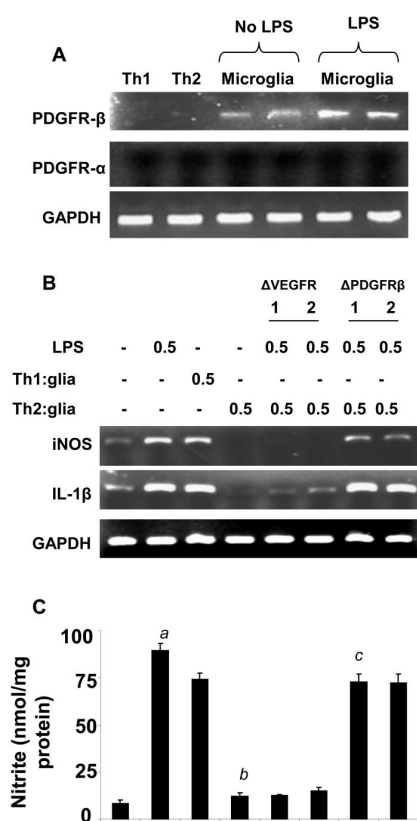 No LPS LPS
A
Th1 Th2 Microglia Microglia
PDGFR-β
PDGFR-α
GAPDH
B
ΔVEGFR ΔPDGFRβ
1 2 1 2
LPS - 0.5 - - 0.5 0.5 0.5 0.5
Th1:glia - - 0.5 - - - - -
Th2:glia - - - 0.5 0.5 0.5 0.5 0.5
iNOS
IL-1β
GAPDH
C
100
75
50
25
0
Nitrite (nmol/mg
protein)
a
b
c